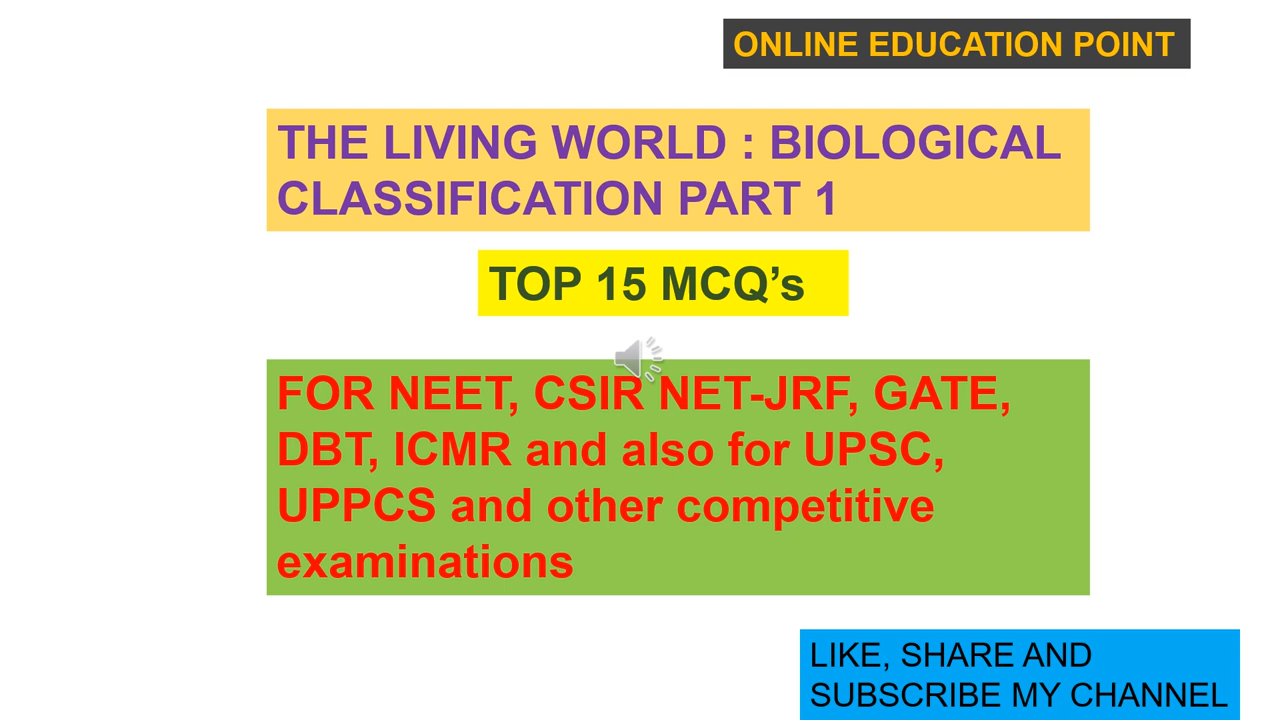 ONLINE EDUCATION POINT
THE LIVING WORLD : BIOLOGICAL
CLASSIFICATION PART 1
TOP 15 MCQ’s
FOR NEET, CSIR NET-JRF, GATE,
DBT, ICMR and also for UPSC,
UPPCS and other competitive
examinations
LIKE, SHARE AND
SUBSCRIBE MY CHANNEL